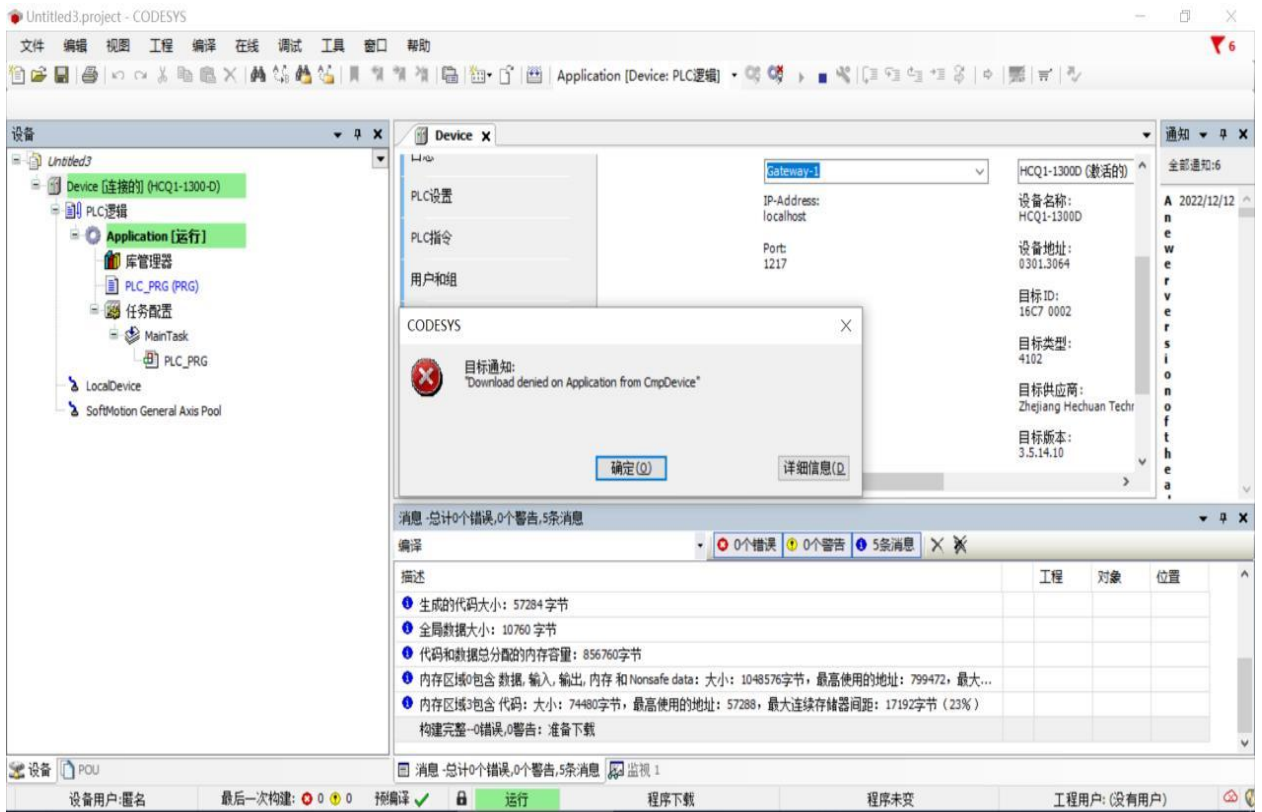 Untitled3.project - CODESYS
文件 编辑 视图 工程 编译 在线 调试 工具 窗口 帮助
6
Application [Device: PLC逻辑]
设备
Untitled3
Device [连接的] (HCQ1-1300-D)
PLC逻辑
Application [运行]
库管理器
PLC_PRG (PRG)
任务配置
MainTask
PLC_PRG
LocalDevice
SoftMotion General Axis Pool
Device
PLC设置
PLC指令
用户和组
Gateway-1
IP-Address:
localhost
Port:
1217
HCQ1-1300D (激活的)
设备名称:
HCQ1-1300D
设备地址:
0301.3064
目标ID:
16C7 0002
目标类型:
4102
目标供应商:
Zhejiang Hechuan Techr
目标版本:
3.5.14.10
通知
全部通知:6
A 2022/12/12
n
e
w
e
r
v
e
r
s
i
o
n
o
f
t
h
e
a
CODESYS
目标通知:
"Download denied on Application from CmpDevice"
确定(O)
详细信息(D
消息 -总计0个错误,0个警告,5条消息
编译
0个错误 0个警告 5条消息
描述 工程 对象 位置
生成的代码大小: 57284 字节
全局数据大小: 10760 字节
代码和数据总分配的内存容量: 856760字节
内存区域0包含 数据, 输入, 输出, 内存 和 Nonsafe data: 大小: 1048576字节, 最高使用的地址: 799472, 最大...
内存区域3包含 代码: 大小: 74480字节, 最高使用的地址: 57288, 最大连续存储器间距: 17192字节 (23%)
构建完整--0错误,0警告: 准备下载
设备 POU
消息 -总计0个错误,0个警告,5条消息 监视 1
设备用户:匿名 最后一次构建: 0 0 预编译 运行 程序下载 程序未变 工程用户: (没有用户)